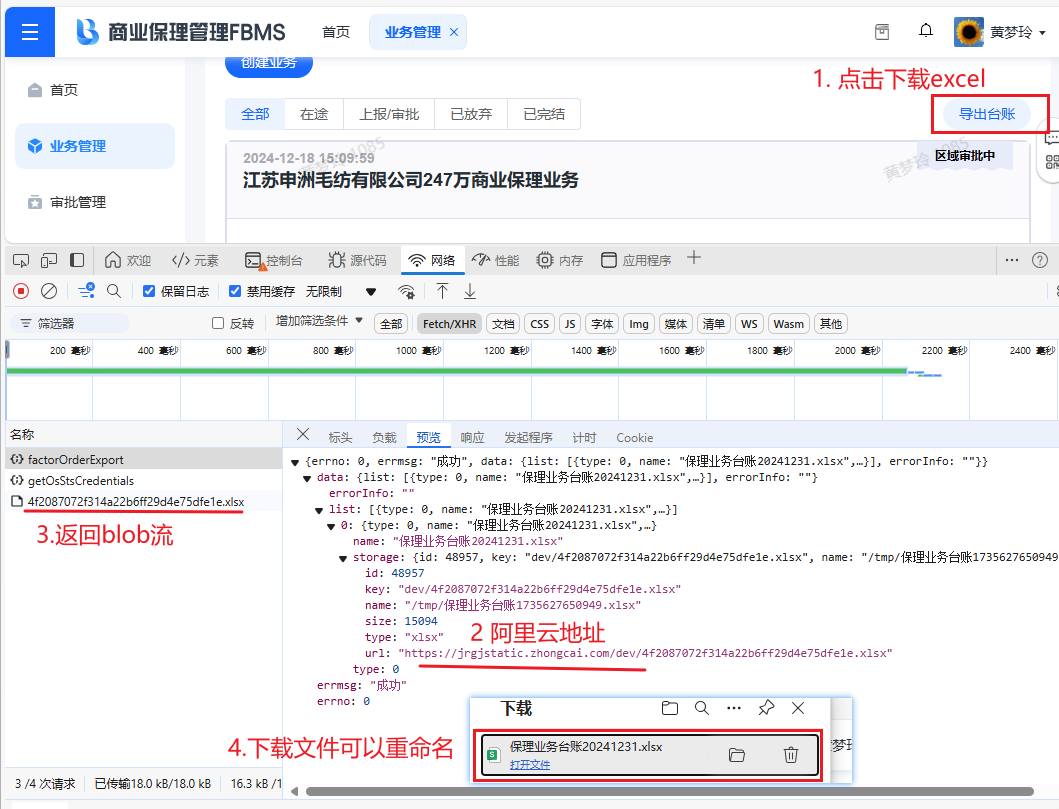 商业保理管理FBMS
首页
业务管理 ×
黄梦玲
首页
业务管理
审批管理
创建业务
1. 点击下载excel
全部 在途 上报/审批 已放弃 已完结
导出台账
2024-12-18 15:09:59
区域审批中
江苏申洲毛纺有限公司247万商业保理业务
欢迎 元素 控制台 源代码 网络 性能 内存 应用程序
保留日志 禁用缓存 无限制
筛选器 反转 增加筛选条件 全部 Fetch/XHR 文档 CSS JS 字体 Img 媒体 清单 WS Wasm 其他
200 毫秒 400 毫秒 600 毫秒 800 毫秒 1000 毫秒 1200 毫秒 1400 毫秒 1600 毫秒 1800 毫秒 2000 毫秒 2200 毫秒 2400 毫秒
名称
factorOrderExport
getOsStsCredentials
4f2087072f314a22b6ff29d4e75dfe1e.xlsx
3.返回blob流
标头 负载 预览 响应 发起程序 计时 Cookie
{errno: 0, errmsg: "成功", data: {list: [{type: 0, name: "保理业务台账20241231.xlsx",…}], errorInfo: ""}}
data: {list: [{type: 0, name: "保理业务台账20241231.xlsx",…}], errorInfo: ""}
errorInfo: ""
list: [{type: 0, name: "保理业务台账20241231.xlsx",…}]
0: {type: 0, name: "保理业务台账20241231.xlsx",…}
name: "保理业务台账20241231.xlsx"
storage: {id: 48957, key: "dev/4f2087072f314a22b6ff29d4e75dfe1e.xlsx", name: "/tmp/保理业务台账1735627650949
id: 48957
key: "dev/4f2087072f314a22b6ff29d4e75dfe1e.xlsx"
name: "/tmp/保理业务台账1735627650949.xlsx"
size: 15094
type: "xlsx"
2 阿里云地址
url: "https://jrgjstatic.zhongcai.com/dev/4f2087072f314a22b6ff29d4e75dfe1e.xlsx"
type: 0
errmsg: "成功"
errno: 0
下载
4.下载文件可以重命名
保理业务台账20241231.xlsx
打开文件
3 /4 次请求 已传输18.0 kB/18.0 kB 16.3 kB /1